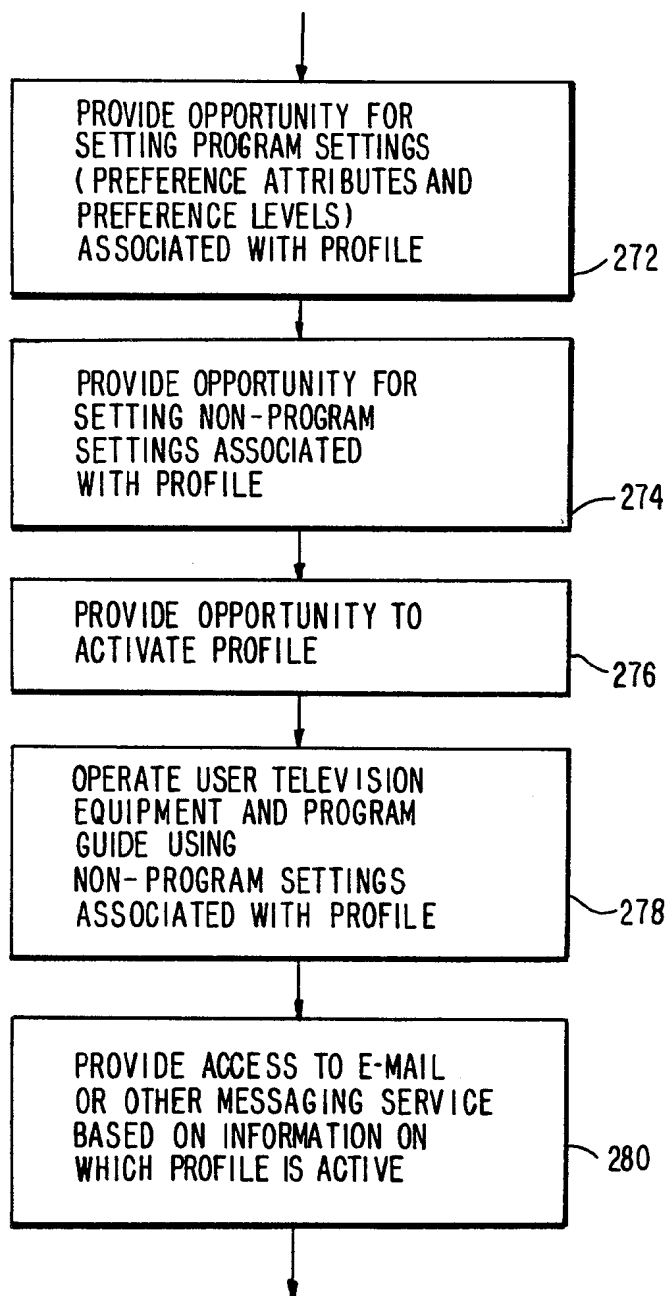 PROVIDE OPPORTUNITY FOR
SETTING PROGRAM SETTINGS
(PREFERENCE ATTRIBUTES AND
PREFERENCE LEVELS)
ASSOCIATED WITH PROFILE
272
PROVIDE OPPORTUNITY FOR
SETTING NON-PROGRAM
SETTINGS ASSOCIATED
WITH PROFILE
274
PROVIDE OPPORTUNITY TO
ACTIVATE PROFILE
276
OPERATE USER TELEVISION
EQUIPMENT AND PROGRAM
GUIDE USING
NON-PROGRAM SETTINGS
ASSOCIATED WITH PROFILE
278
PROVIDE ACCESS TO E-MAIL
OR OTHER MESSAGING SERVICE
BASED ON INFORMATION ON
WHICH PROFILE IS ACTIVE
280